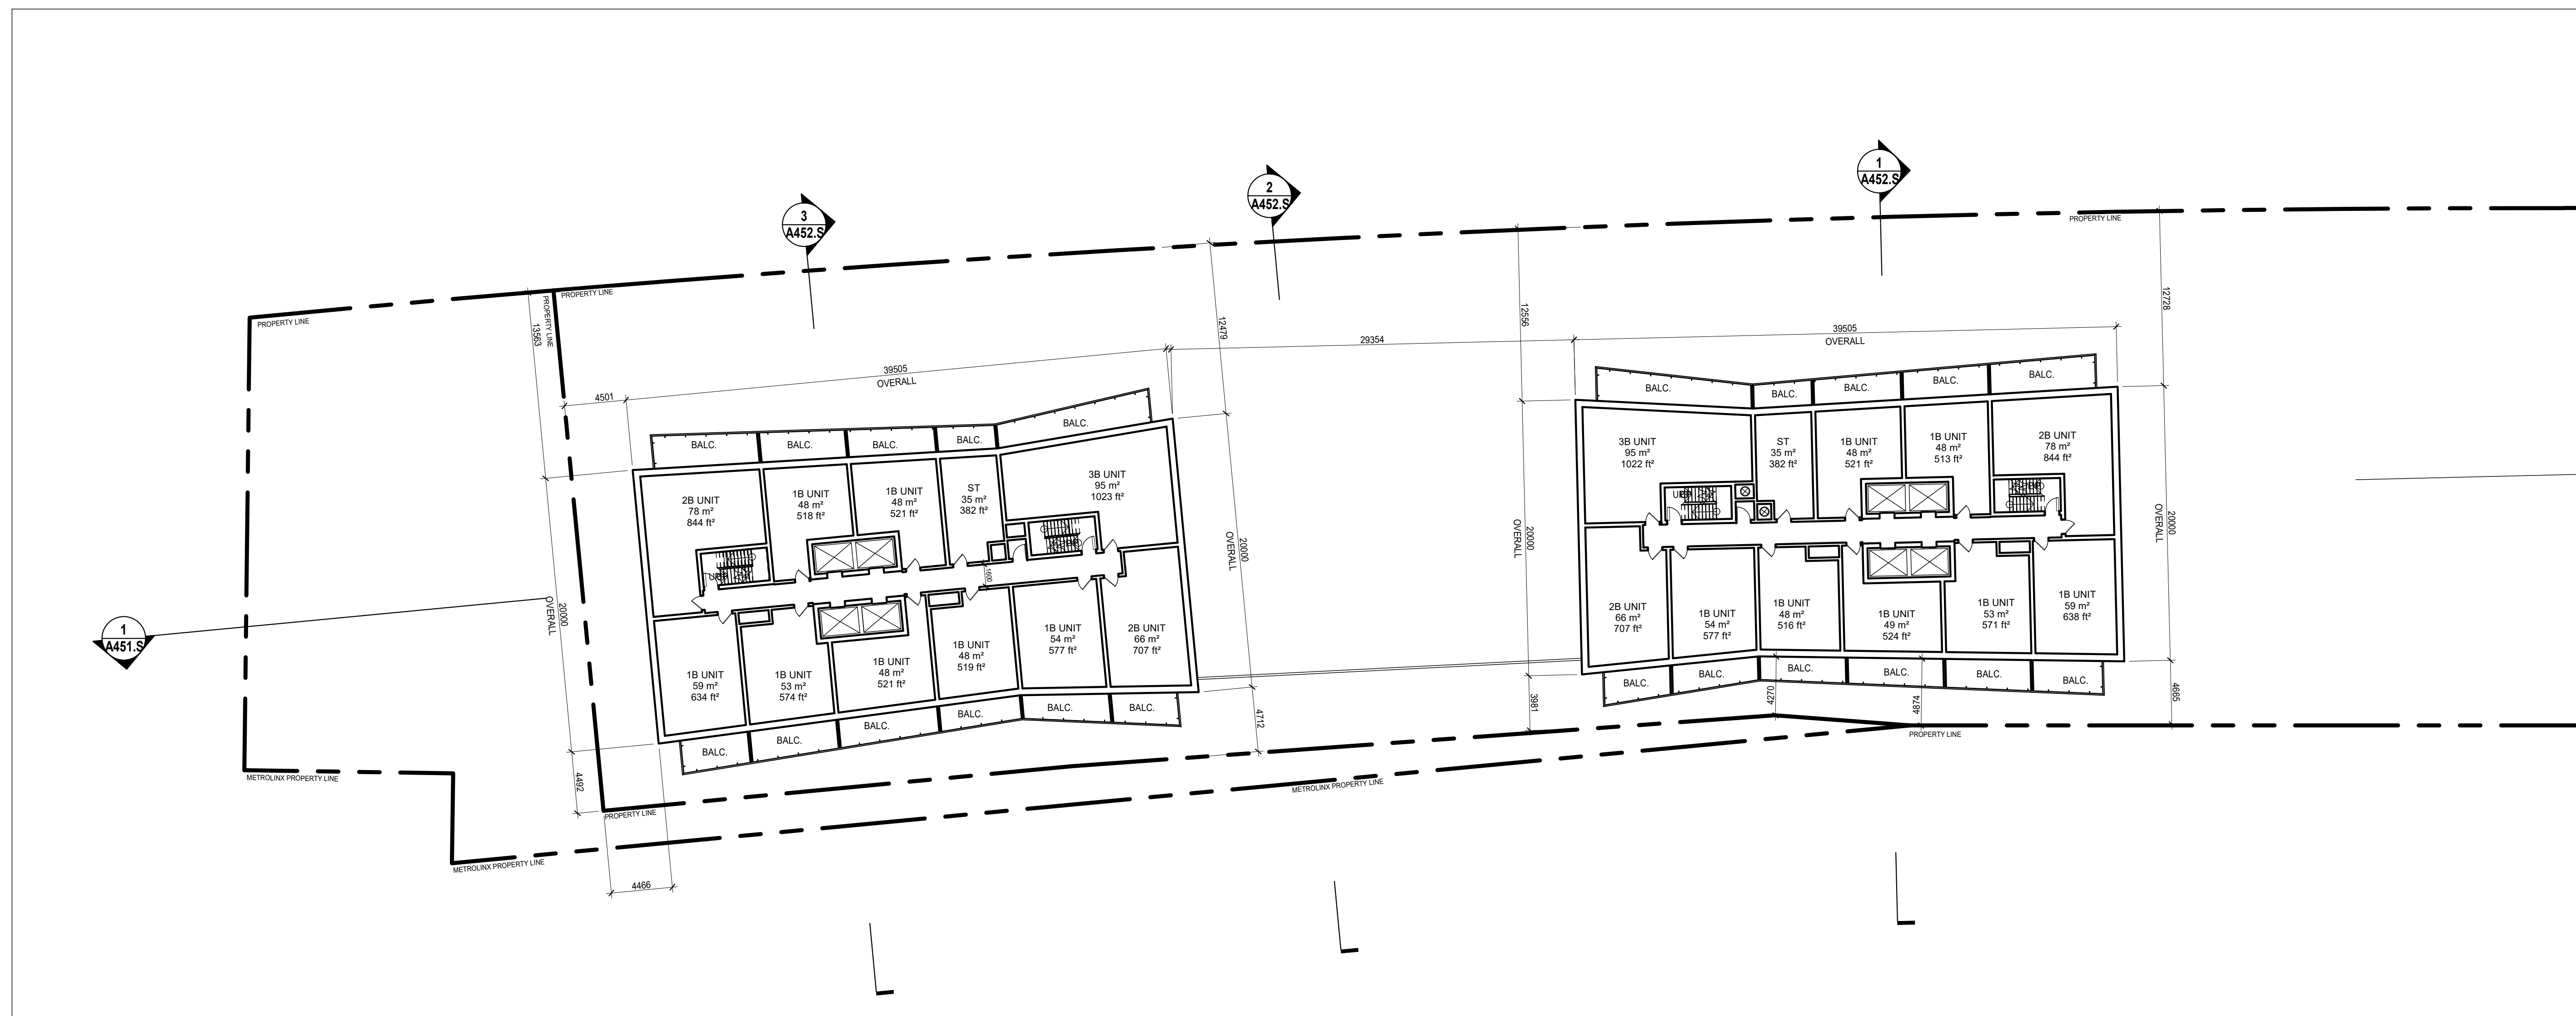 1
A452.S
2
A452.S
3
A452.S
PROPERTY LINE
PROPERTY LINE
PROPERTY LINE
PROPERTY LINE
13563
12479
12556
12728
29354
39505
OVERALL
39505
OVERALL
4501
BALC.
BALC.
BALC.
BALC.
BALC.
BALC.
BALC.
BALC.
BALC.
BALC.
2B UNIT
78 m²
844 ft²
1B UNIT
48 m²
518 ft²
1B UNIT
48 m²
521 ft²
ST
35 m²
382 ft²
3B UNIT
95 m²
1023 ft²
3B UNIT
95 m²
1022 ft²
ST
35 m²
382 ft²
1B UNIT
48 m²
521 ft²
1B UNIT
48 m²
513 ft²
2B UNIT
78 m²
844 ft²
1600
20000
OVERALL
20000
OVERALL
20000
OVERALL
20000
OVERALL
1
A451.S
1B UNIT
59 m²
634 ft²
1B UNIT
53 m²
574 ft²
1B UNIT
48 m²
521 ft²
1B UNIT
48 m²
519 ft²
1B UNIT
54 m²
577 ft²
2B UNIT
66 m²
707 ft²
2B UNIT
66 m²
707 ft²
1B UNIT
54 m²
577 ft²
1B UNIT
48 m²
516 ft²
1B UNIT
49 m²
524 ft²
1B UNIT
53 m²
571 ft²
1B UNIT
59 m²
638 ft²
BALC.
BALC.
BALC.
BALC.
BALC.
BALC.
BALC.
BALC.
BALC.
BALC.
BALC.
BALC.
4492
4712
3981
4270
4874
4665
PROPERTY LINE
METROLINX PROPERTY LINE
METROLINX PROPERTY LINE
PROPERTY LINE
METROLINX PROPERTY LINE
4466